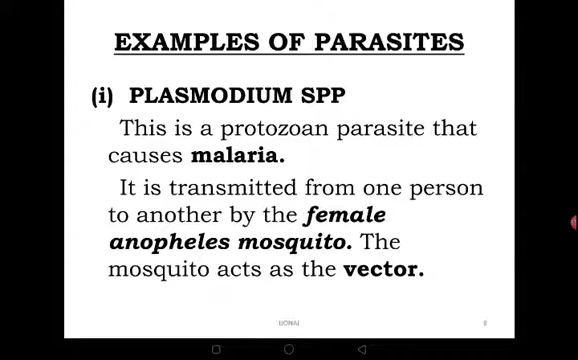 EXAMPLES OF PARASITES
(i) PLASMODIUM SPP
This is a protozoan parasite that
causes malaria.
It is transmitted from one person
to another by the female
anopheles mosquito. The
mosquito acts as the vector.